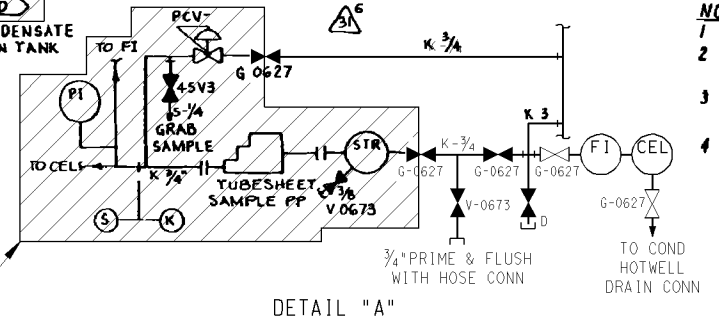 DENSATE
N TANK
TO FI
PCV-
31 6
NO
1
2
3
4
K-3/4
G 0627
PI
45V3
S-1/4
GRAB
SAMPLE
K 3
TO CELL
K 3/4"
STR
K-3/4
FI
CEL
G-0627
G-0627
G-0627
TUBESHEET
SAMPLE PP
3/8
V 0673
V-0673
D
G-0627
S
K
3/4"PRIME & FLUSH
WITH HOSE CONN
TO COND
HOTWELL
DRAIN CONN
DETAIL "A"